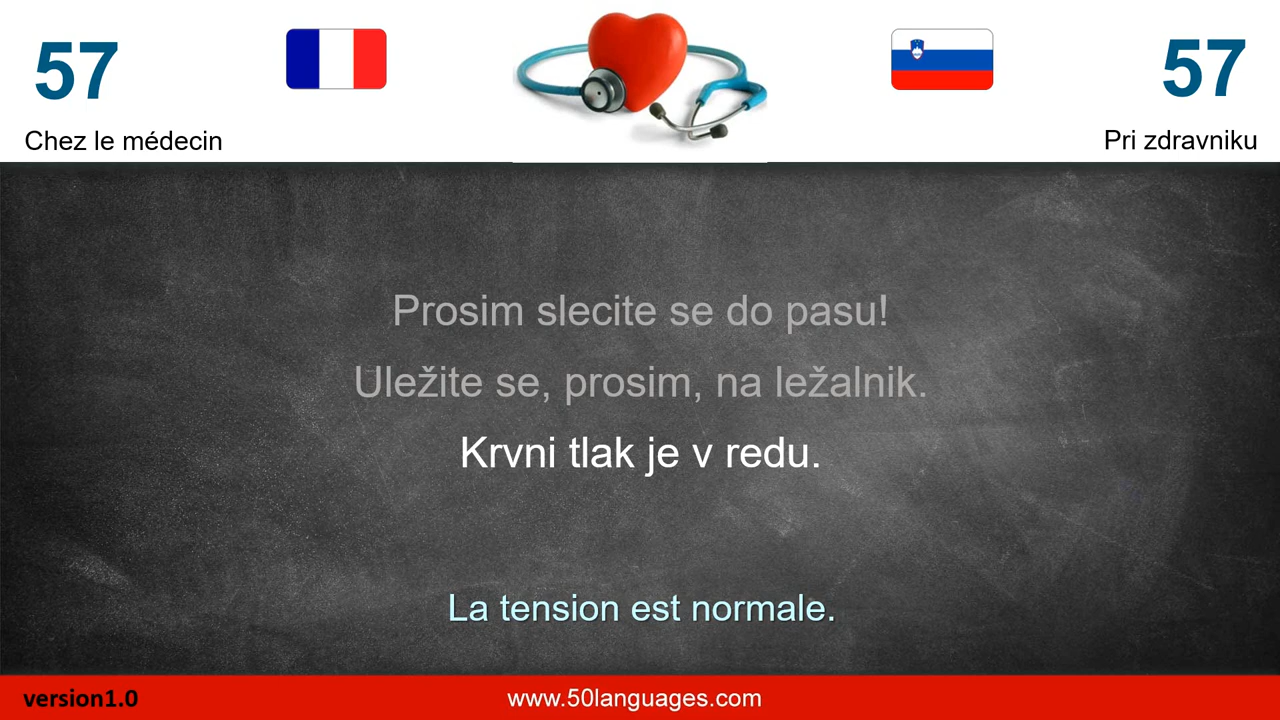 57
57
Chez le médecin
Pri zdravniku
Prosim slecite se do pasu!
Uležite se, prosim, na ležalnik.
Krvni tlak je v redu.
La tension est normale.
version1.0
www.50languages.com